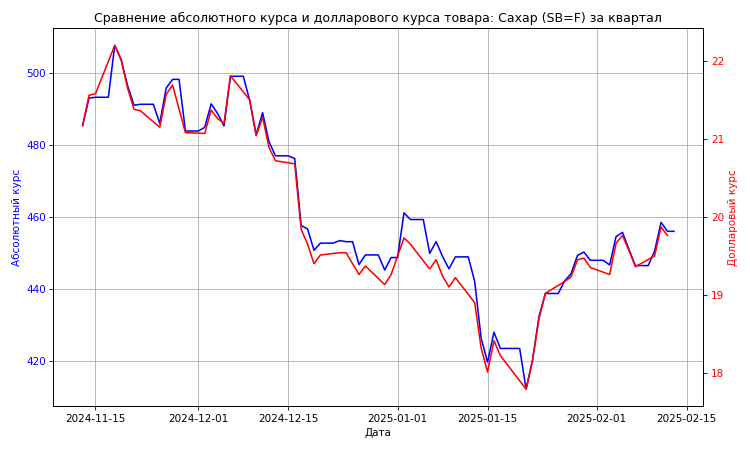 Сравнение абсолютного курса и долларового курса товара: Сахар (SB=F) за квартал
500
480
460
440
420
Абсолютный курс
22
21
20
19
18
Долларовый курс
2024-11-15 2024-12-01 2024-12-15 2025-01-01 2025-01-15 2025-02-01 2025-02-15
Дата